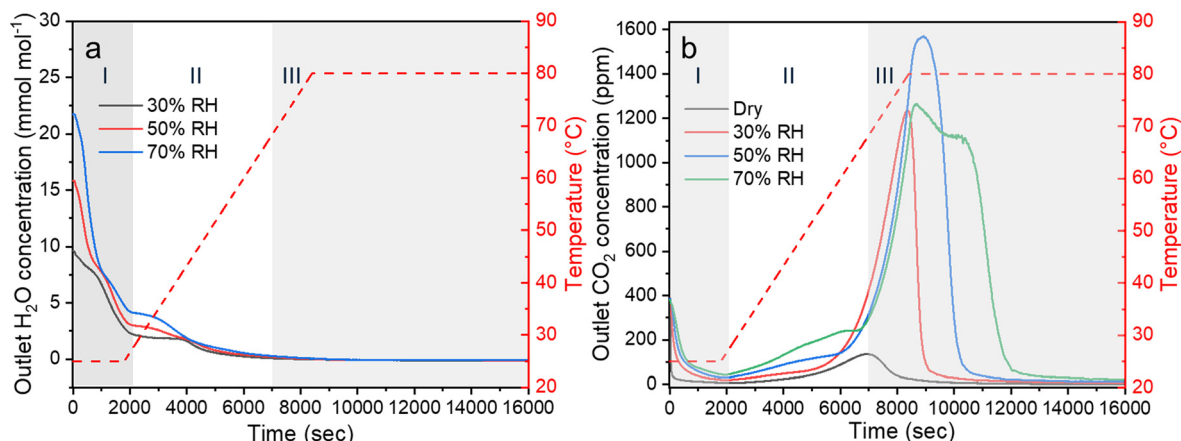 a
I
II
III
30% RH
50% RH
70% RH
30
25
20
15
10
5
0
90
80
70
60
50
40
30
20
0 2000 4000 6000 8000 10000 12000 14000 16000
Outlet H₂O concentration (mmol mol⁻¹)
Temperature (°C)
Time (sec)
b
I
II
III
Dry
30% RH
50% RH
70% RH
1600
1400
1200
1000
800
600
400
200
0
90
80
70
60
50
40
30
20
0 2000 4000 6000 8000 10000 12000 14000 16000
Outlet CO₂ concentration (ppm)
Temperature (°C)
Time (sec)